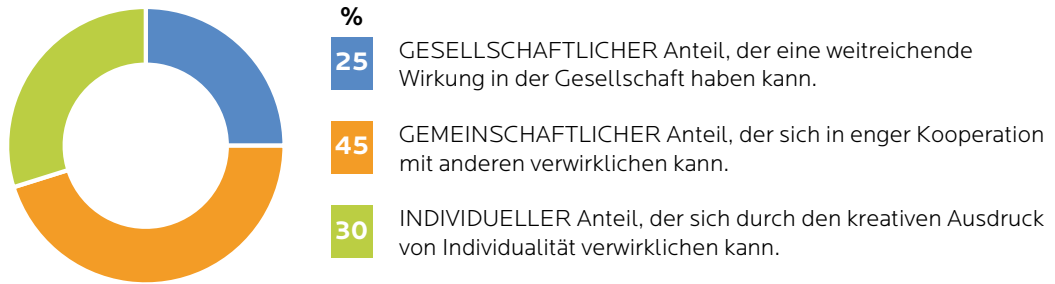 %
25
GESELLSCHAFTLICHER Anteil, der eine weitreichende
Wirkung in der Gesellschaft haben kann.
45
GEMEINSCHAFTLICHER Anteil, der sich in enger Kooperation
mit anderen verwirklichen kann.
30
INDIVIDUELLER Anteil, der sich durch den kreativen Ausdruck
von Individualität verwirklichen kann.